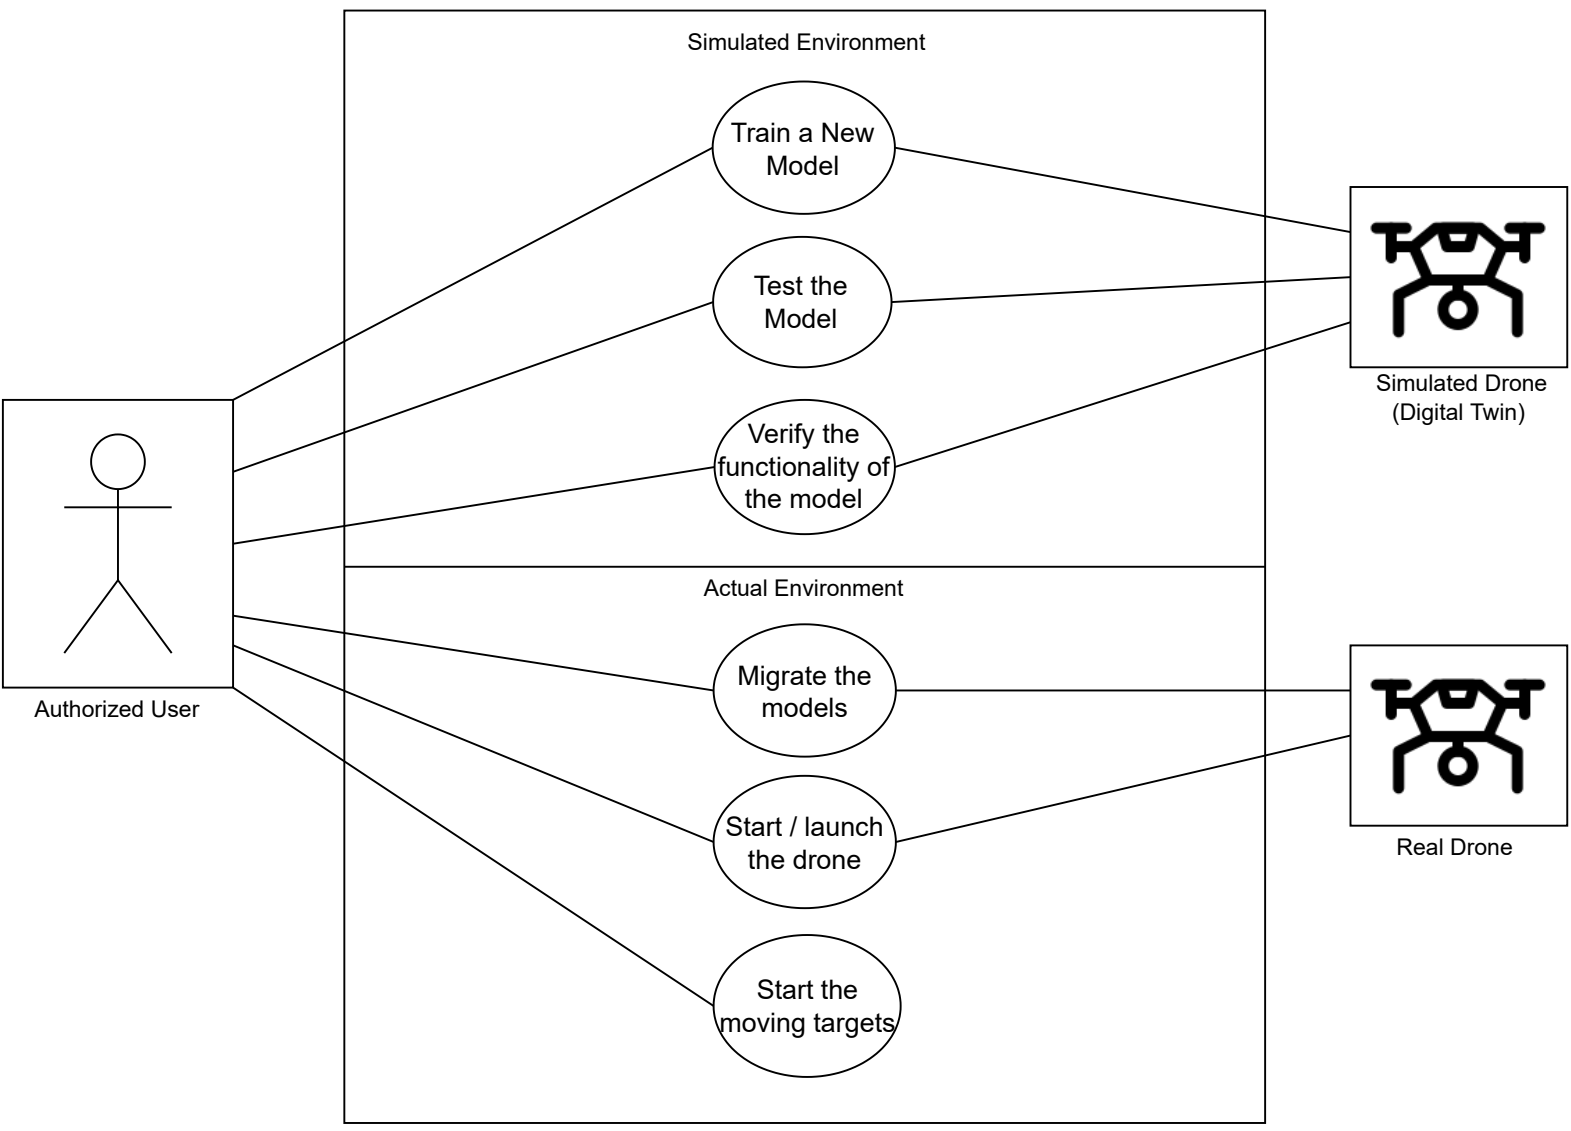 Simulated Environment
Train a New
Model
Test the
Model
Verify the
functionality of
the model
Simulated Drone
(Digital Twin)
Authorized User
Actual Environment
Migrate the
models
Start / launch
the drone
Real Drone
Start the
moving targets